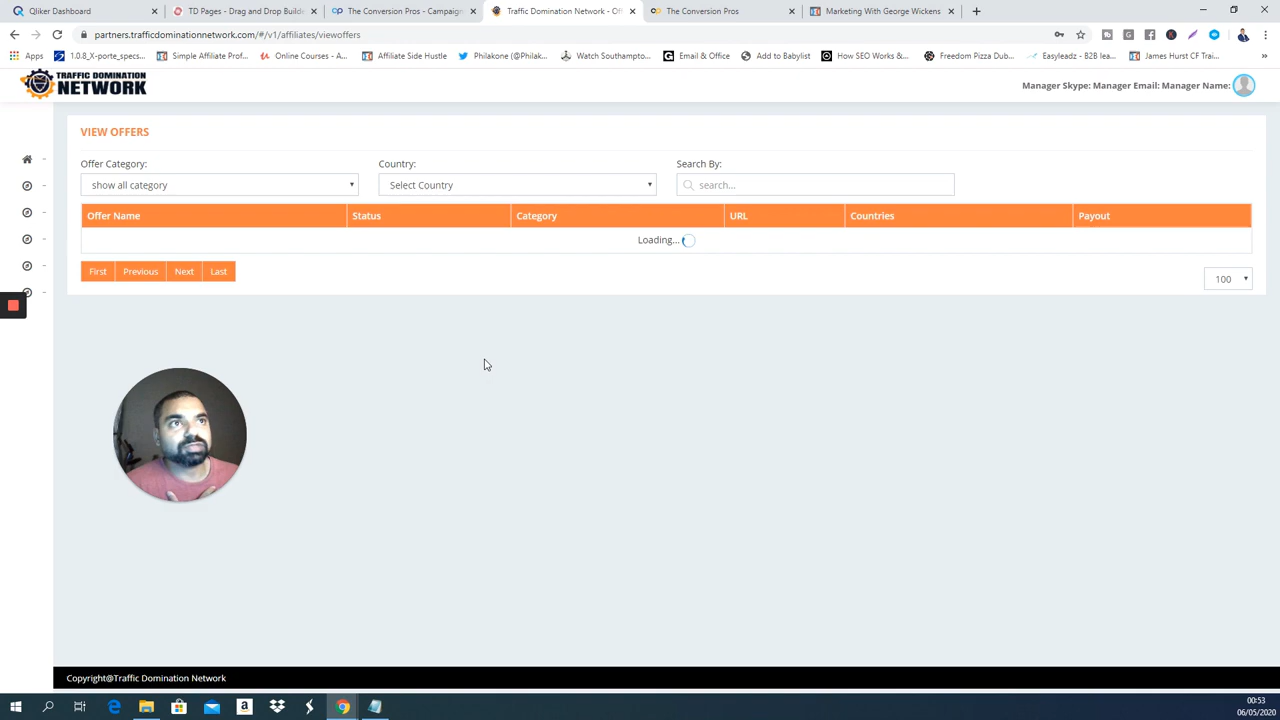 Qliker Dashboard
TD Pages - Drag and Drop Builde
The Conversion Pros - Campaign
Traffic Domination Network - Off
The Conversion Pros
Marketing With George Wickens
partners.trafficdominationnetwork.com/#/v1/affiliates/viewoffers
Apps
1.0.8_X-porte_specs...
Simple Affiliate Prof...
Online Courses - A...
Affiliate Side Hustle
Philakone (@Philak...
Watch Southampto...
Email & Office
Add to Babylist
How SEO Works &...
Freedom Pizza Dub...
Easyleadz - B2B lea...
James Hurst CF Trai...
TRAFFIC DOMINATION
NETWORK
Manager Skype: Manager Email: Manager Name:
VIEW OFFERS
Offer Category:
Country:
Search By:
show all category
Select Country
search...
Offer Name
Status
Category
URL
Countries
Payout
Loading...
First
Previous
Next
Last
100
Copyright@Traffic Domination Network
00:53
06/05/2020